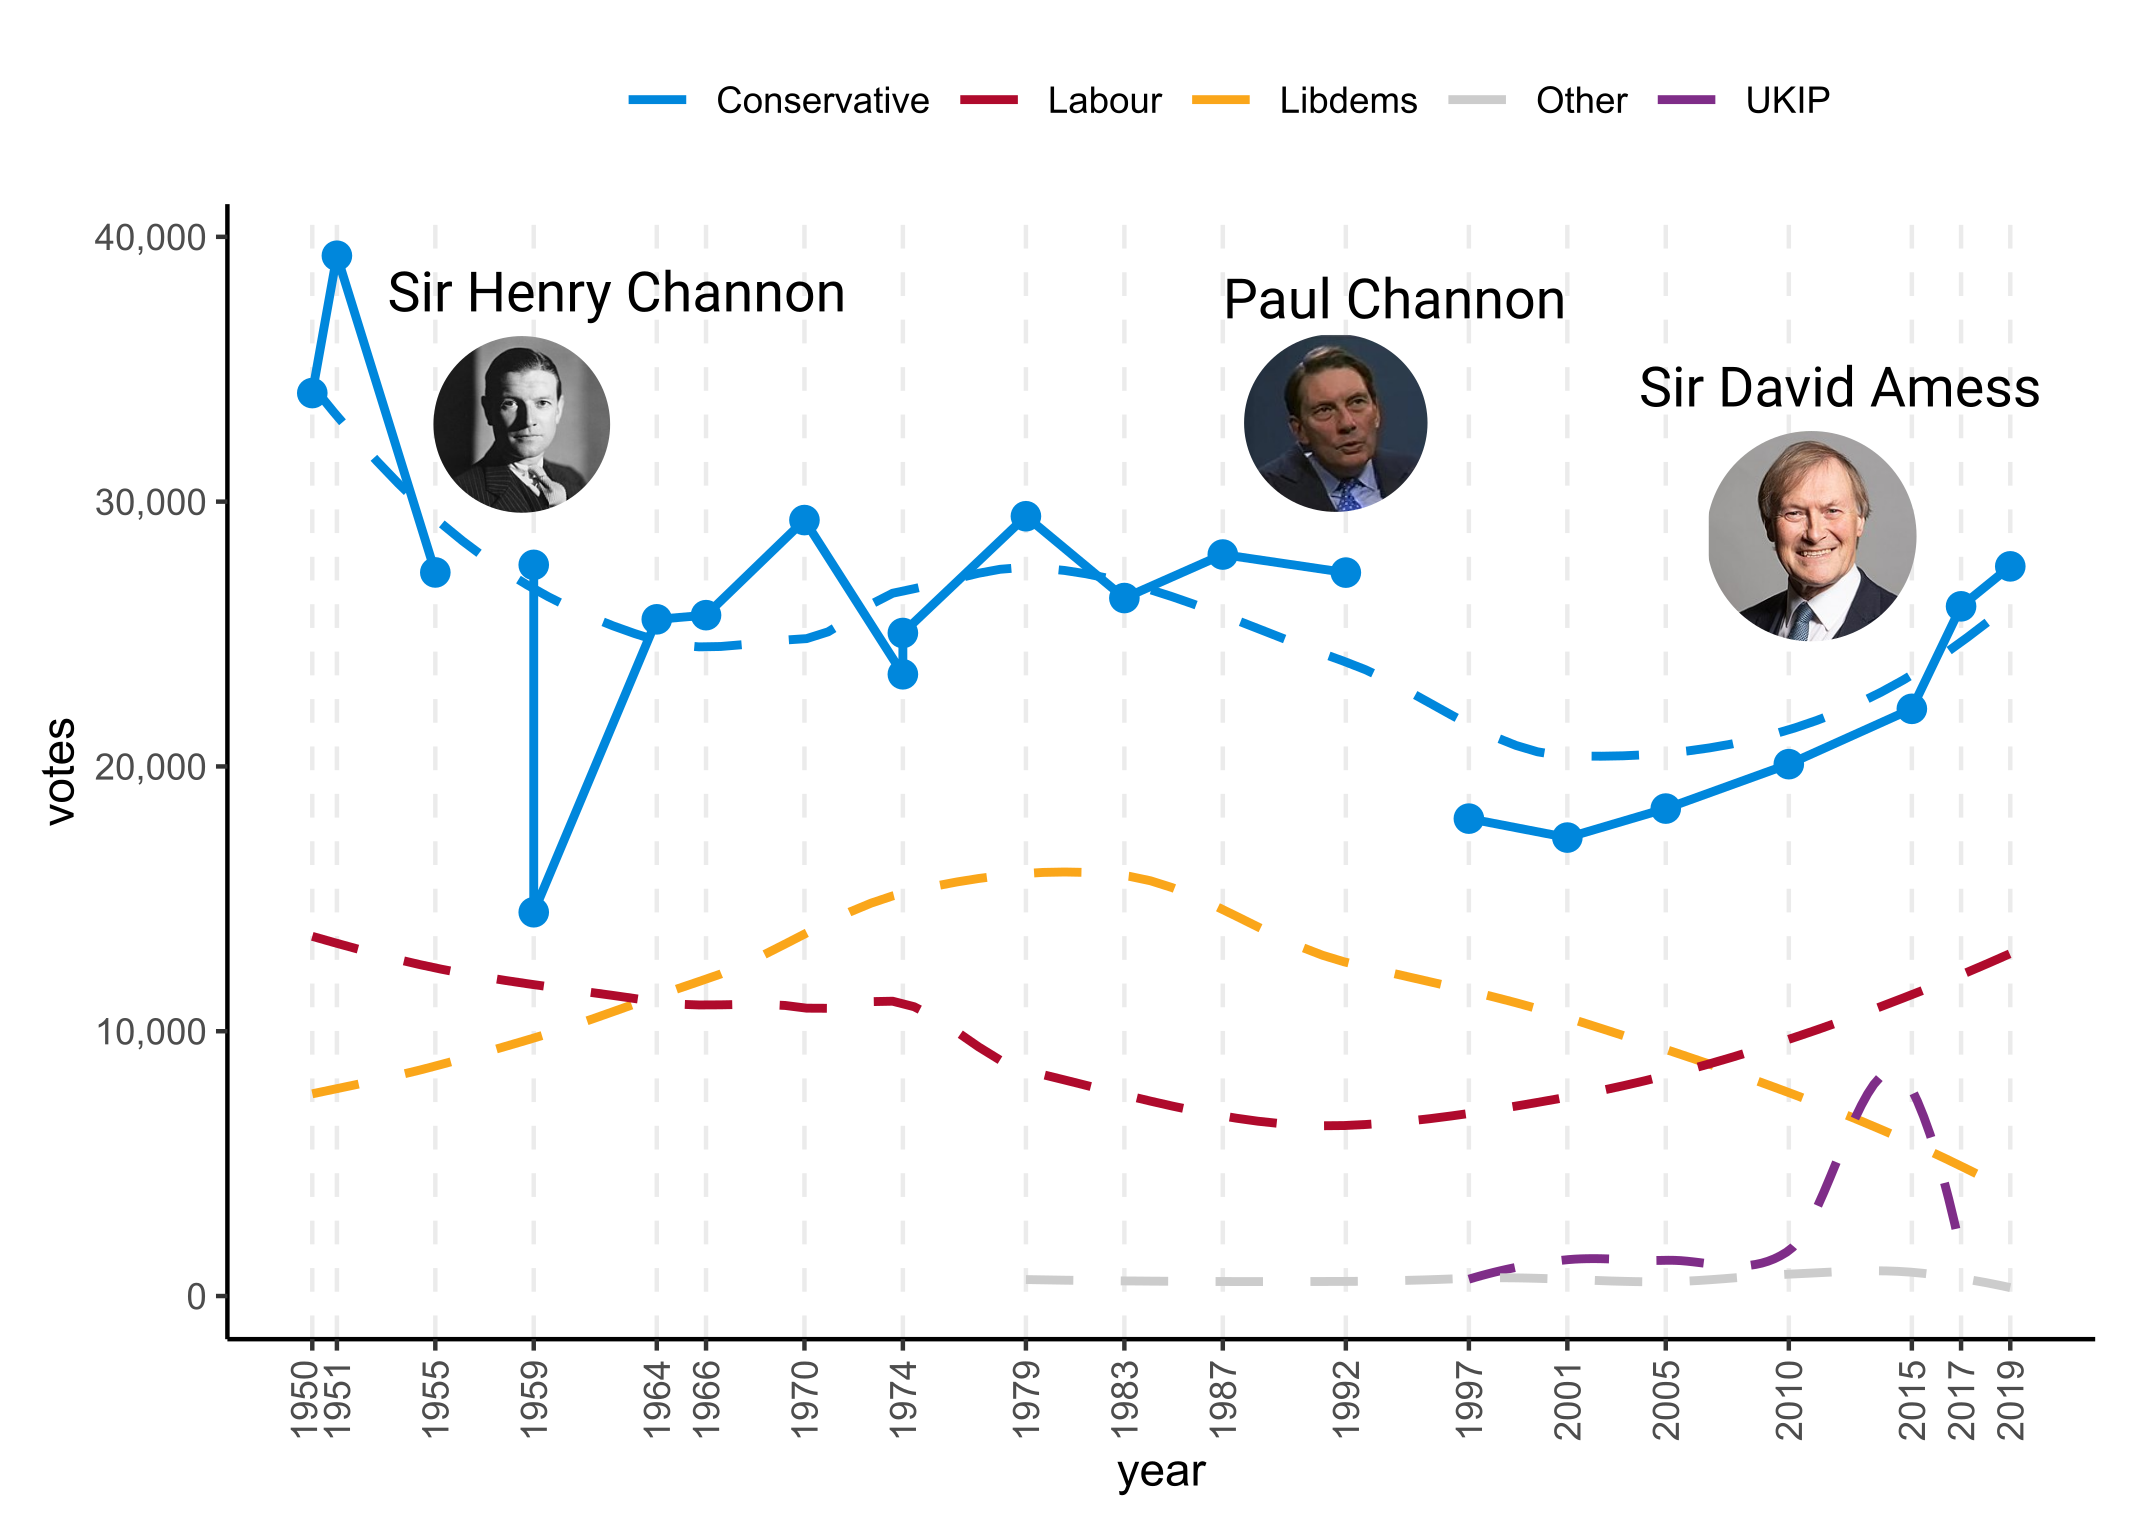 Conservative Labour Libdems Other UKIP
40,000
30,000
20,000
10,000
0
votes
Sir Henry Channon
Paul Channon
Sir David Amess
1950 1951 1955 1959 1964 1966 1970 1974 1979 1983 1987 1992 1997 2001 2005 2010 2015 2017 2019
year